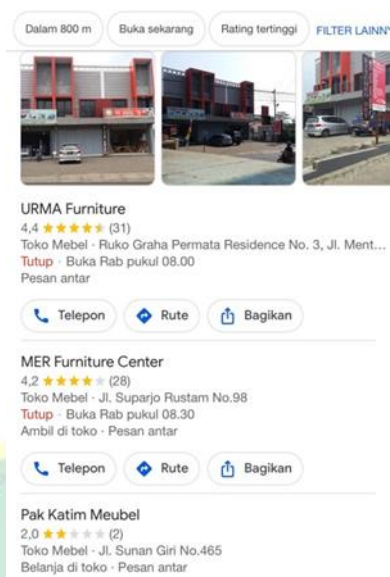 Dalam 800 m
Buka sekarang
Rating tertinggi
FILTER LAINN
URMA Furniture
4,4 (31)
Toko Mebel · Ruko Graha Permata Residence No. 3, Jl. Ment...
Tutup · Buka Rab pukul 08.00
Pesan antar
Telepon
Rute
Bagikan
MER Furniture Center
4,2 (28)
Toko Mebel · Jl. Suparjo Rustam No.98
Tutup · Buka Rab pukul 08.30
Ambil di toko · Pesan antar
Telepon
Rute
Bagikan
Pak Katim Meubel
2,0 (2)
Toko Mebel · Jl. Sunan Giri No.465
Belanja di toko · Pesan antar